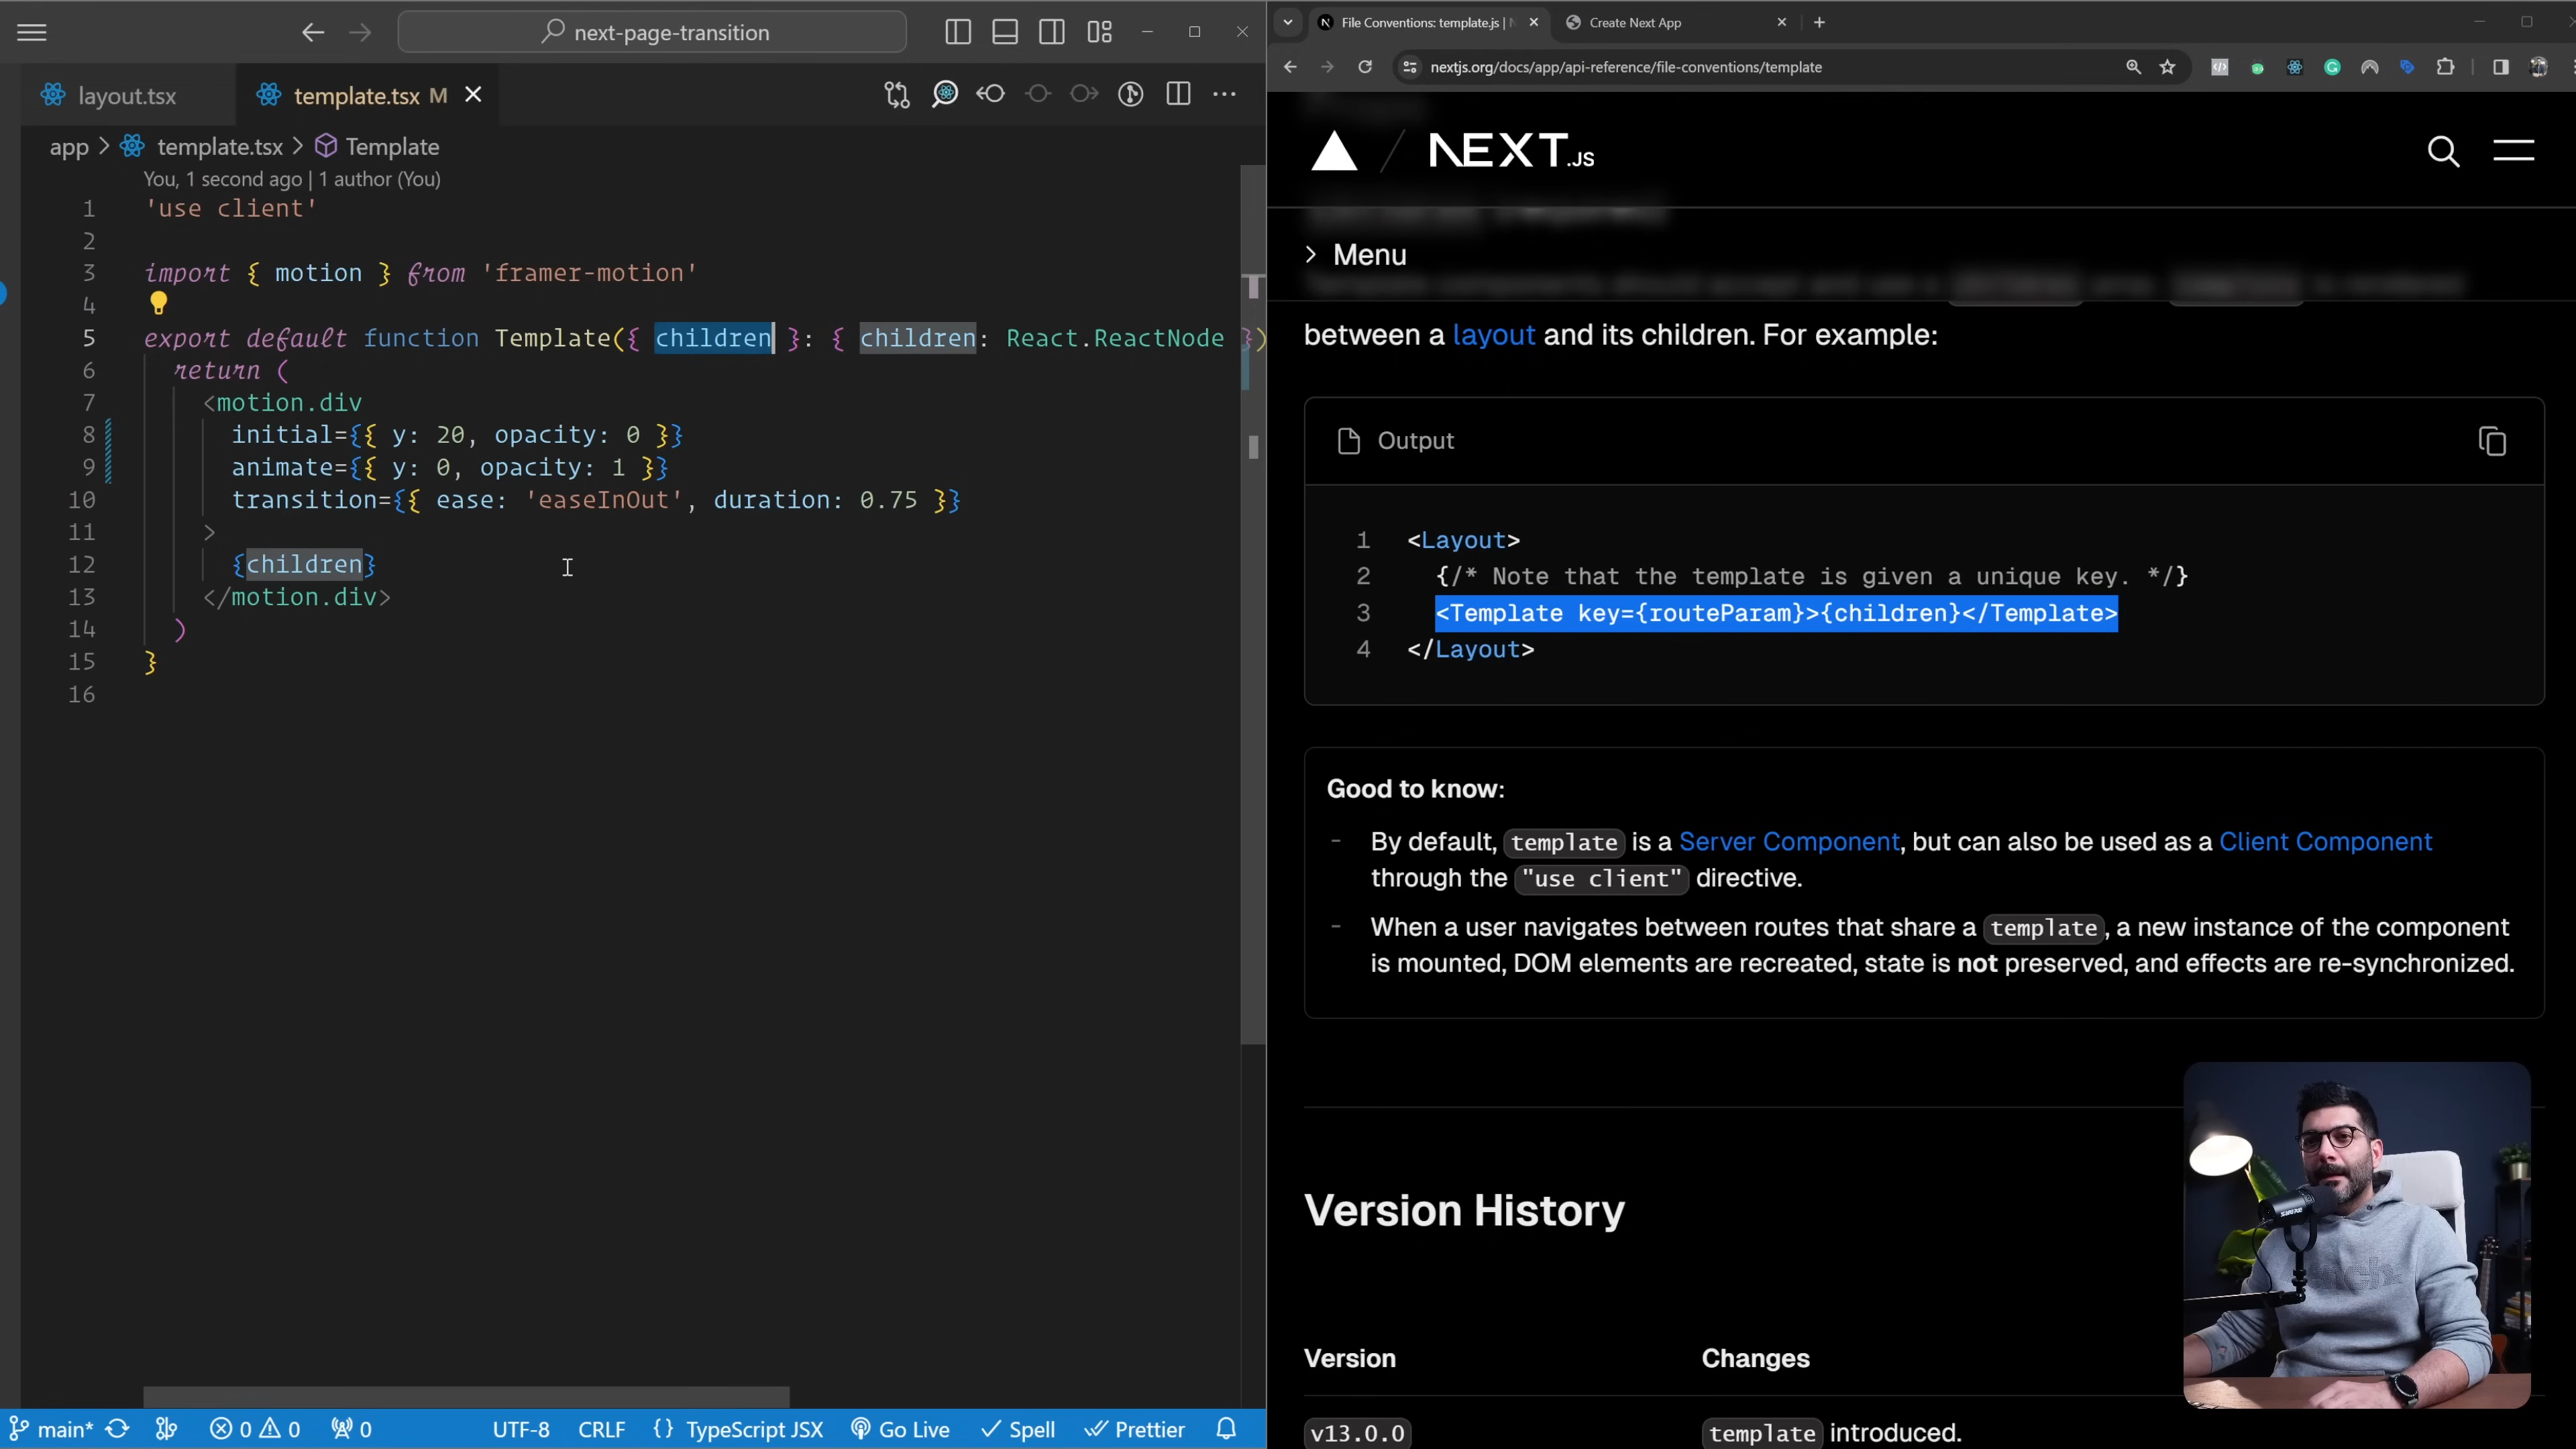 next-page-transition
layout.tsx
template.tsx M
app > template.tsx > Template
You, 1 second ago | 1 author (You)
1 'use client'
2
3 import { motion } from 'framer-motion'
4
5 export default function Template({ children }: { children: React.ReactNode })
6 return (
7 <motion.div
8 initial={{ y: 20, opacity: 0 }}
9 animate={{ y: 0, opacity: 1 }}
10 transition={{ ease: 'easeInOut', duration: 0.75 }}
11 >
12 {children}
13 </motion.div>
14 )
15 }
16
main* 0 0 0 UTF-8 CRLF {} TypeScript JSX Go Live Spell Prettier
File Conventions: template.js |
Create Next App
nextjs.org/docs/app/api-reference/file-conventions/template
NEXT.JS
Menu
between a layout and its children. For example:
Output
1 <Layout>
2 {/* Note that the template is given a unique key. */}
3 <Template key={routeParam}>{children}</Template>
4 </Layout>
Good to know:
- By default, template is a Server Component, but can also be used as a Client Component
through the "use client" directive.
- When a user navigates between routes that share a template, a new instance of the component
is mounted, DOM elements are recreated, state is not preserved, and effects are re-synchronized.
Version History
Version Changes
v13.0.0 template introduced.